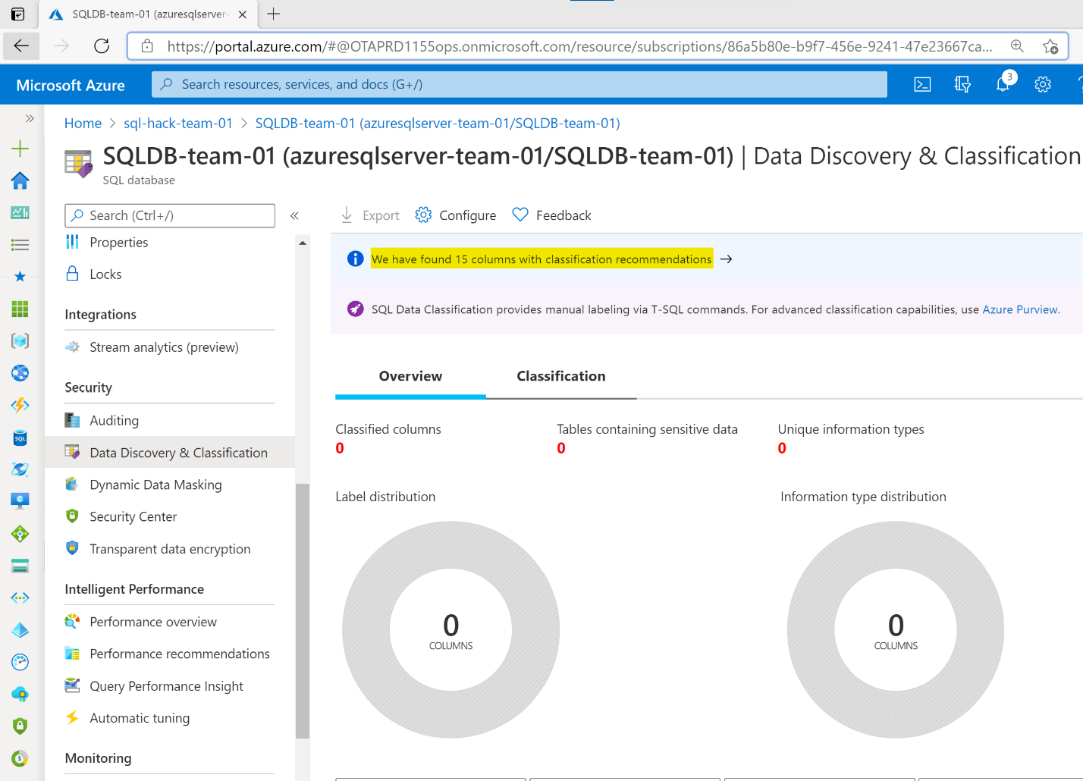 SQLDB-team-01 (azuresqlserver-
https://portal.azure.com/#@OTAPRD1155ops.onmicrosoft.com/resource/subscriptions/86a5b80e-b9f7-456e-9241-47e23667ca...
Microsoft Azure
Search resources, services, and docs (G+/)
3
Home > sql-hack-team-01 > SQLDB-team-01 (azuresqlserver-team-01/SQLDB-team-01)
SQLDB-team-01 (azuresqlserver-team-01/SQLDB-team-01) | Data Discovery & Classification
SQL database
Search (Ctrl+/)
Properties
Locks
Integrations
Stream analytics (preview)
Security
Auditing
Data Discovery & Classification
Dynamic Data Masking
Security Center
Transparent data encryption
Intelligent Performance
Performance overview
Performance recommendations
Query Performance Insight
Automatic tuning
Monitoring
SQL
Export Configure Feedback
We have found 15 columns with classification recommendations →
SQL Data Classification provides manual labeling via T-SQL commands. For advanced classification capabilities, use Azure Purview.
Overview Classification
Classified columns Tables containing sensitive data Unique information types
0 0 0
Label distribution Information type distribution
0 0
COLUMNS COLUMNS